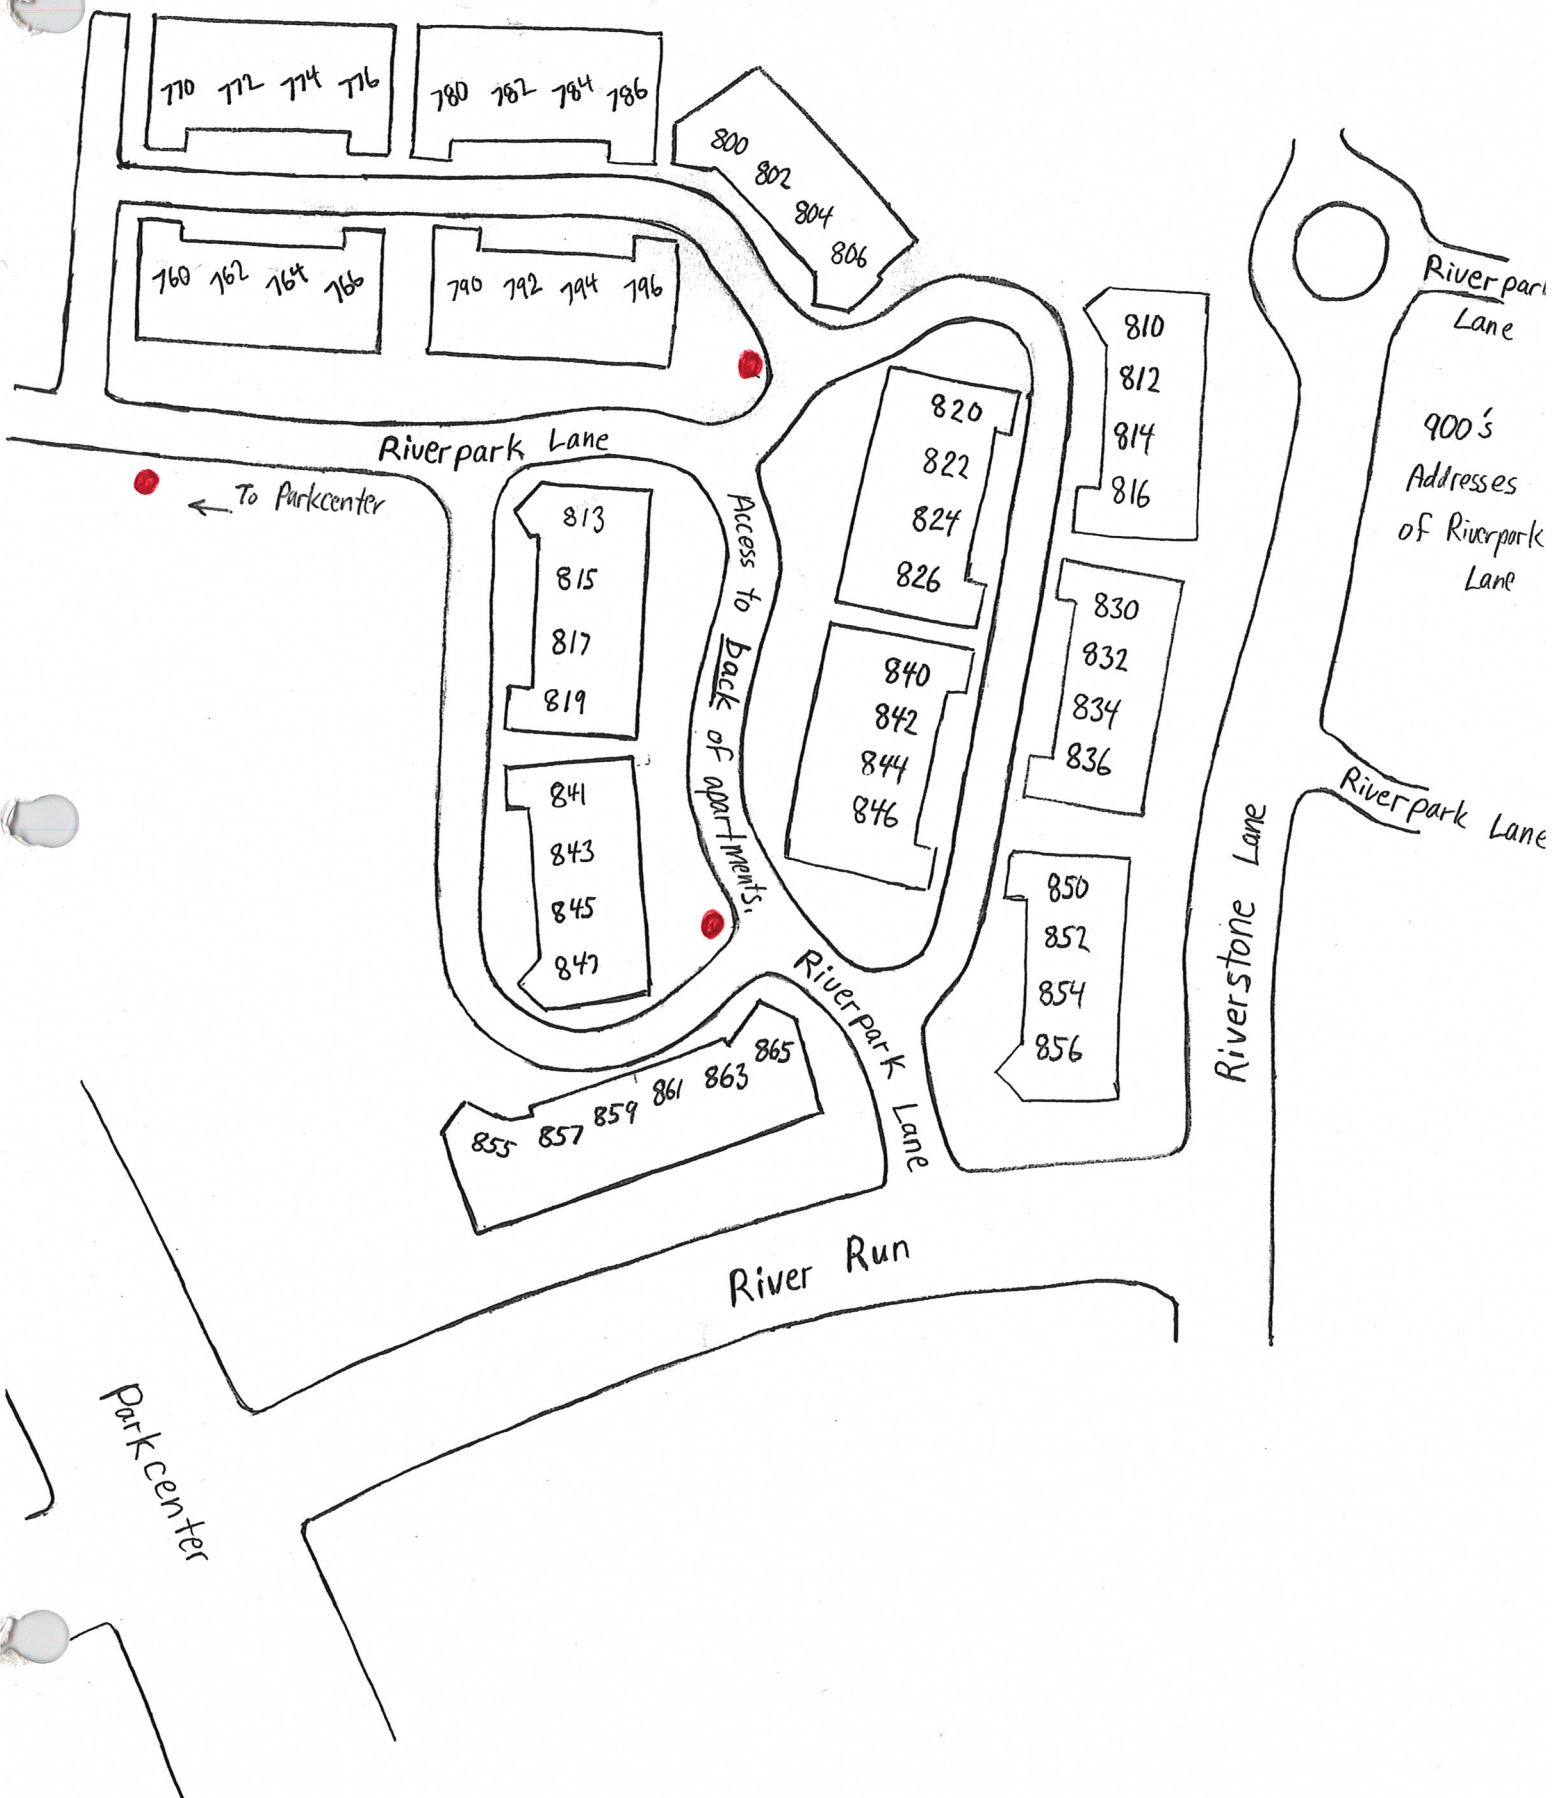 770 772 774 776
780 782 784 786
800
802
804
806
760 762 764 766
790 792 794 796
Riverpark
Lane
810
812
814
816
820
822
824
826
900's
Addresses
of Riverpark
Lane
Riverpark Lane
← To Parkcenter
Access to back of apartments.
813
815
817
819
830
832
834
836
840
842
844
846
841
843
845
847
Riverpark Lane
850
852
854
856
Riverstone Lane
Riverpark Lane
855 857 859 861 863 865
River Run
Parkcenter